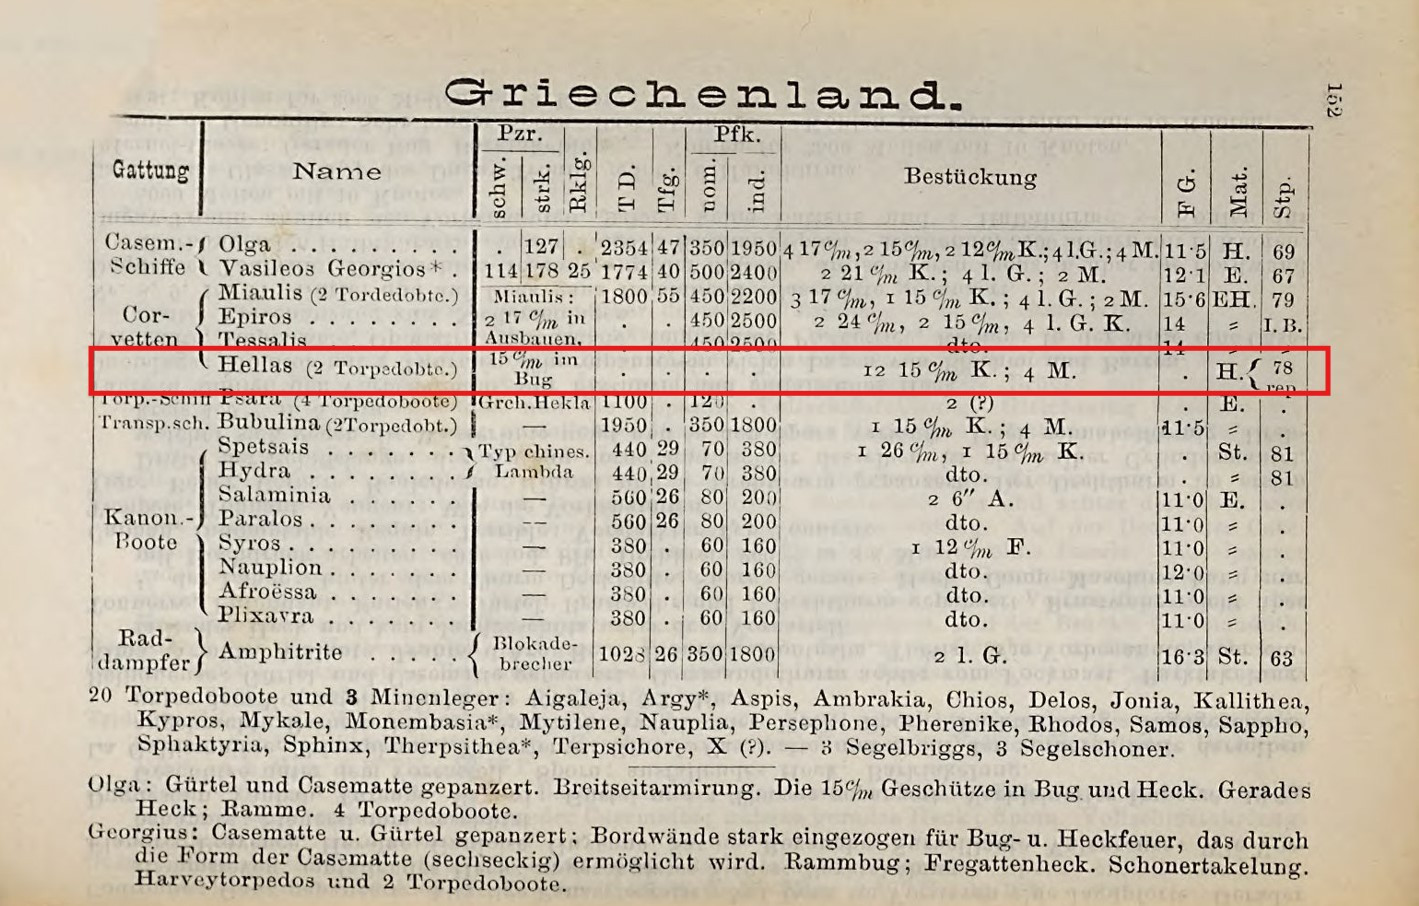 Griechenland.
152
Gattung Name Pzr. schw. strk. Rklg. T D. Tfg. Pfk. nom. ind. Bestückung F G. Mat. Stp.
Casem.- Schiffe
Olga . . . . . . . . . . 127 . 2354 47 350 1950 4 17 c/m, 2 15 c/m, 2 12 c/m K.; 4 l. G.; 4 M. 11·5 H. 69
Vasileos Georgios* . 114 178 25 1774 40 500 2400 2 21 c/m K.; 4 l. G.; 2 M. 12·1 E. 67
Cor- vetten
Miaulis (2 Tordedobte.) Miaulis: 1800 55 450 2200 3 17 c/m, 1 15 c/m K.; 4 l. G.; 2 M. 15·6 EH. 79
Epiros . . . . . . . . 2 17 c/m in . . 450 2500 2 24 c/m, 2 15 c/m, 4 l. G. K. 14 " I. B.
Tessalis Ausbauen, 450 2500 dto. 14
Hellas (2 Torpedobte.) 15 c/m im Bug . . . . 12 15 c/m K.; 4 M. . H. { 78 rep
Torp.-Schiff Psara (4 Torpedoboote) Grch. Hekla 1100 . 120 . 2 (?) . E. .
Transp.sch. Bubulina (2 Torpedobt.) — 1950 . 350 1800 1 15 c/m K.; 4 M. 11·5 " .
Kanon.- Boote
Spetsais . . . . . . . Typ chines. 440 29 70 380 1 26 c/m, 1 15 c/m K. . St. 81
Hydra . . . . . . . . Lambda 440 29 70 380 dto. . " 81
Salaminia . . . . . . — 560 26 80 200 2 6" A. 11·0 E. .
Paralos . . . . . . . — 560 26 80 200 dto. 11·0 " .
Syros . . . . . . . . — 380 . 60 160 1 12 c/m F. 11·0 " .
Nauplion . . . . . . . — 380 . 60 160 dto. 12·0 " .
Afroëssa . . . . . . . — 380 . 60 160 dto. 11·0 " .
Plixavra . . . . . . . — 380 . 60 160 dto. 11·0 " .
Rad- dampfer
Amphitrite . . . . . Blokade- brecher 1028 26 350 1800 2 l. G. 16·3 St. 63
20 Torpedoboote und 3 Minenleger: Aigaleja, Argy*, Aspis, Ambrakia, Chios, Delos, Jonia, Kallithea,
Kypros, Mykale, Monembasia*, Mytilene, Nauplia, Persephone, Pherenike, Rhodos, Samos, Sappho,
Sphaktyria, Sphinx, Therpsithea*, Terpsichore, X (?). — 3 Segelbriggs, 3 Segelschoner.
Olga: Gürtel und Casematte gepanzert. Breitseitarmirung. Die 15 c/m Geschütze in Bug und Heck. Gerades
Heck; Ramme. 4 Torpedoboote.
Georgius: Casematte u. Gürtel gepanzert; Bordwände stark eingezogen für Bug- u. Heckfeuer, das durch
die Form der Casematte (sechseckig) ermöglicht wird. Rammbug; Fregattenheck. Schonertakelung.
Harveytorpedos und 2 Torpedoboote.